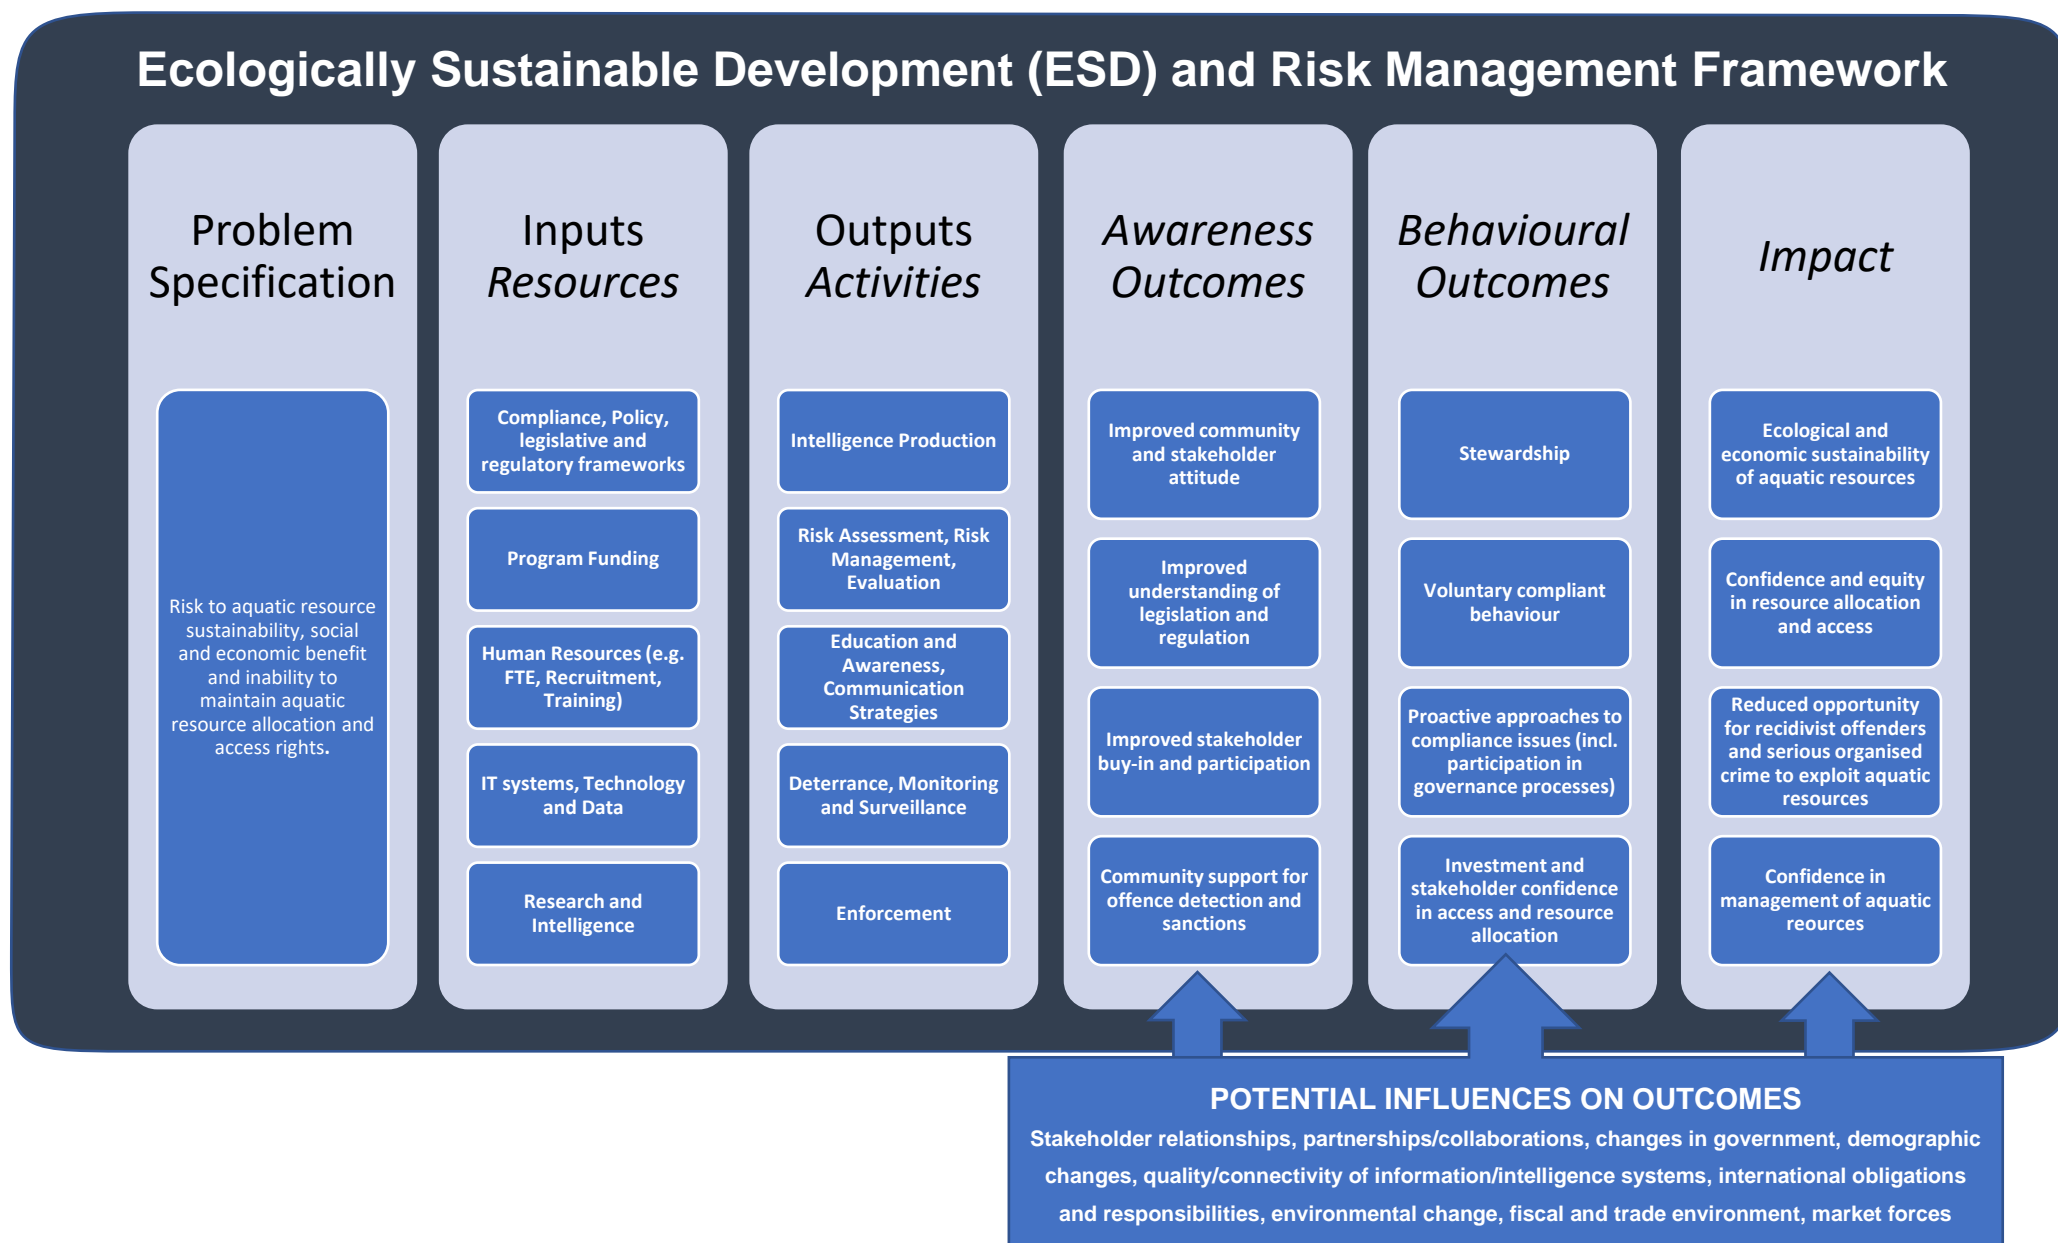 Ecologically Sustainable Development (ESD) and Risk Management Framework
Problem
Specification
Risk to aquatic resource
sustainability, social
and economic benefit
and inability to
maintain aquatic
resource allocation and
access rights.
Inputs
Resources
Compliance, Policy,
legislative and
regulatory frameworks
Program Funding
Human Resources (e.g.
FTE, Recruitment,
Training)
IT systems, Technology
and Data
Research and
Intelligence
Outputs
Activities
Intelligence Production
Risk Assessment, Risk
Management,
Evaluation
Education and
Awareness,
Communication
Strategies
Deterrance, Monitoring
and Surveillance
Enforcement
Awareness
Outcomes
Improved community
and stakeholder
attitude
Improved
understanding of
legislation and
regulation
Improved stakeholder
buy-in and participation
Community support for
offence detection and
sanctions
Behavioural
Outcomes
Stewardship
Voluntary compliant
behaviour
Proactive approaches to
compliance issues (incl.
participation in
governance processes)
Investment and
stakeholder confidence
in access and resource
allocation
Impact
Ecological and
economic sustainability
of aquatic resources
Confidence and equity
in resource allocation
and access
Reduced opportunity
for recidivist offenders
and serious organised
crime to exploit aquatic
resources
Confidence in
management of aquatic
reources
POTENTIAL INFLUENCES ON OUTCOMES
Stakeholder relationships, partnerships/collaborations, changes in government, demographic
changes, quality/connectivity of information/intelligence systems, international obligations
and responsibilities, environmental change, fiscal and trade environment, market forces